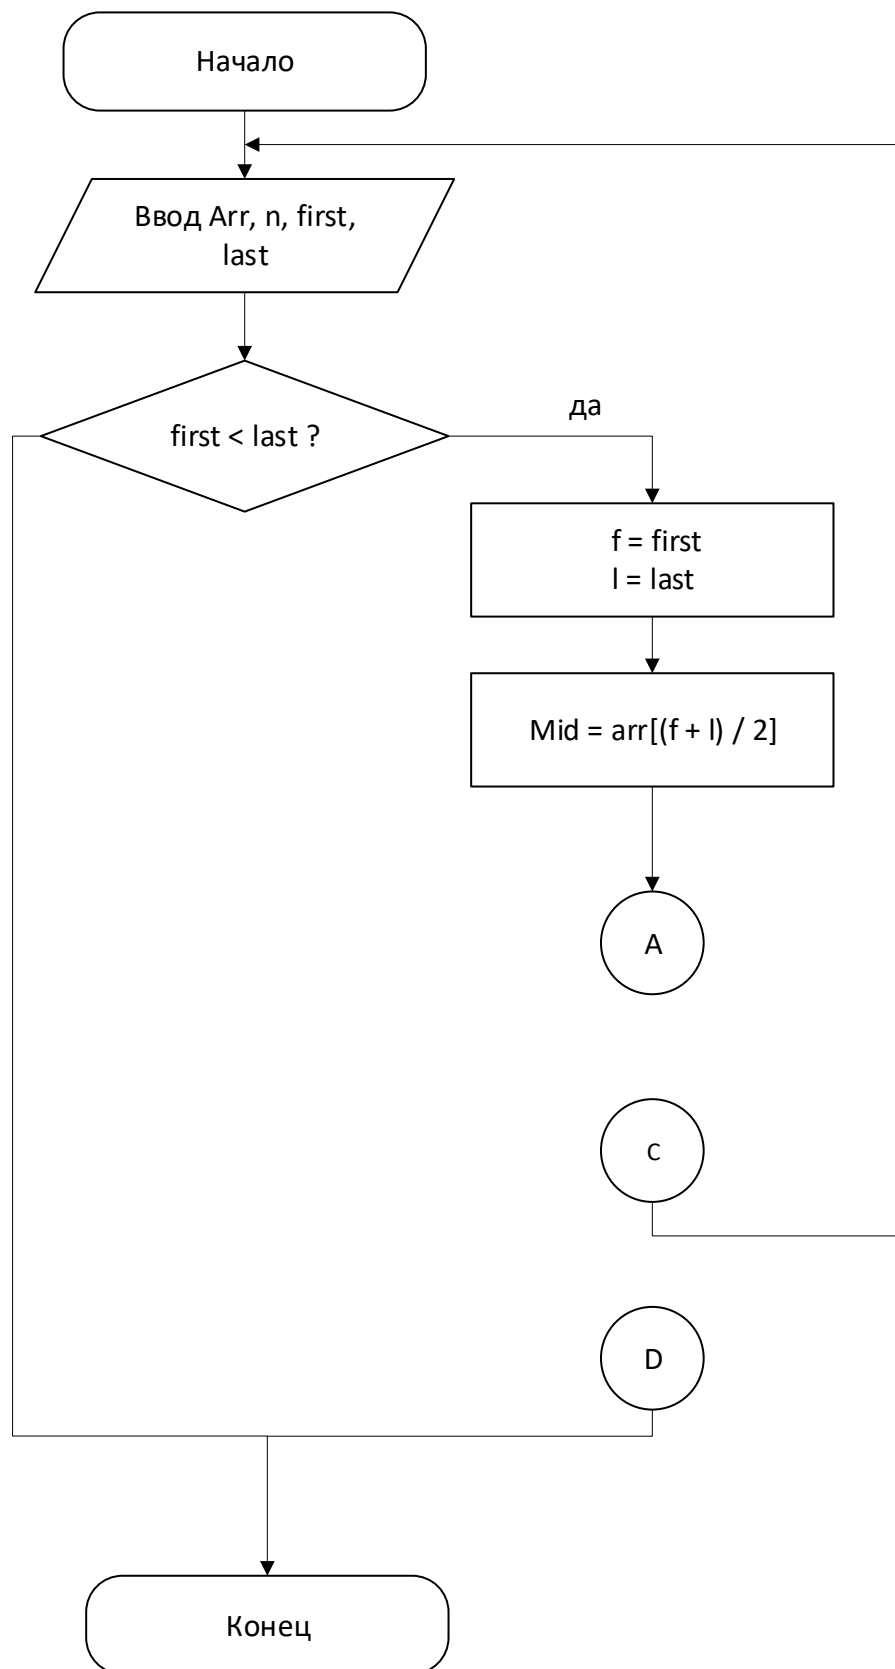 Начало
Ввод Arr, n, first,
last
first < last ?
да
f = first
l = last
Mid = arr[(f + l) / 2]
A
C
D
Конец